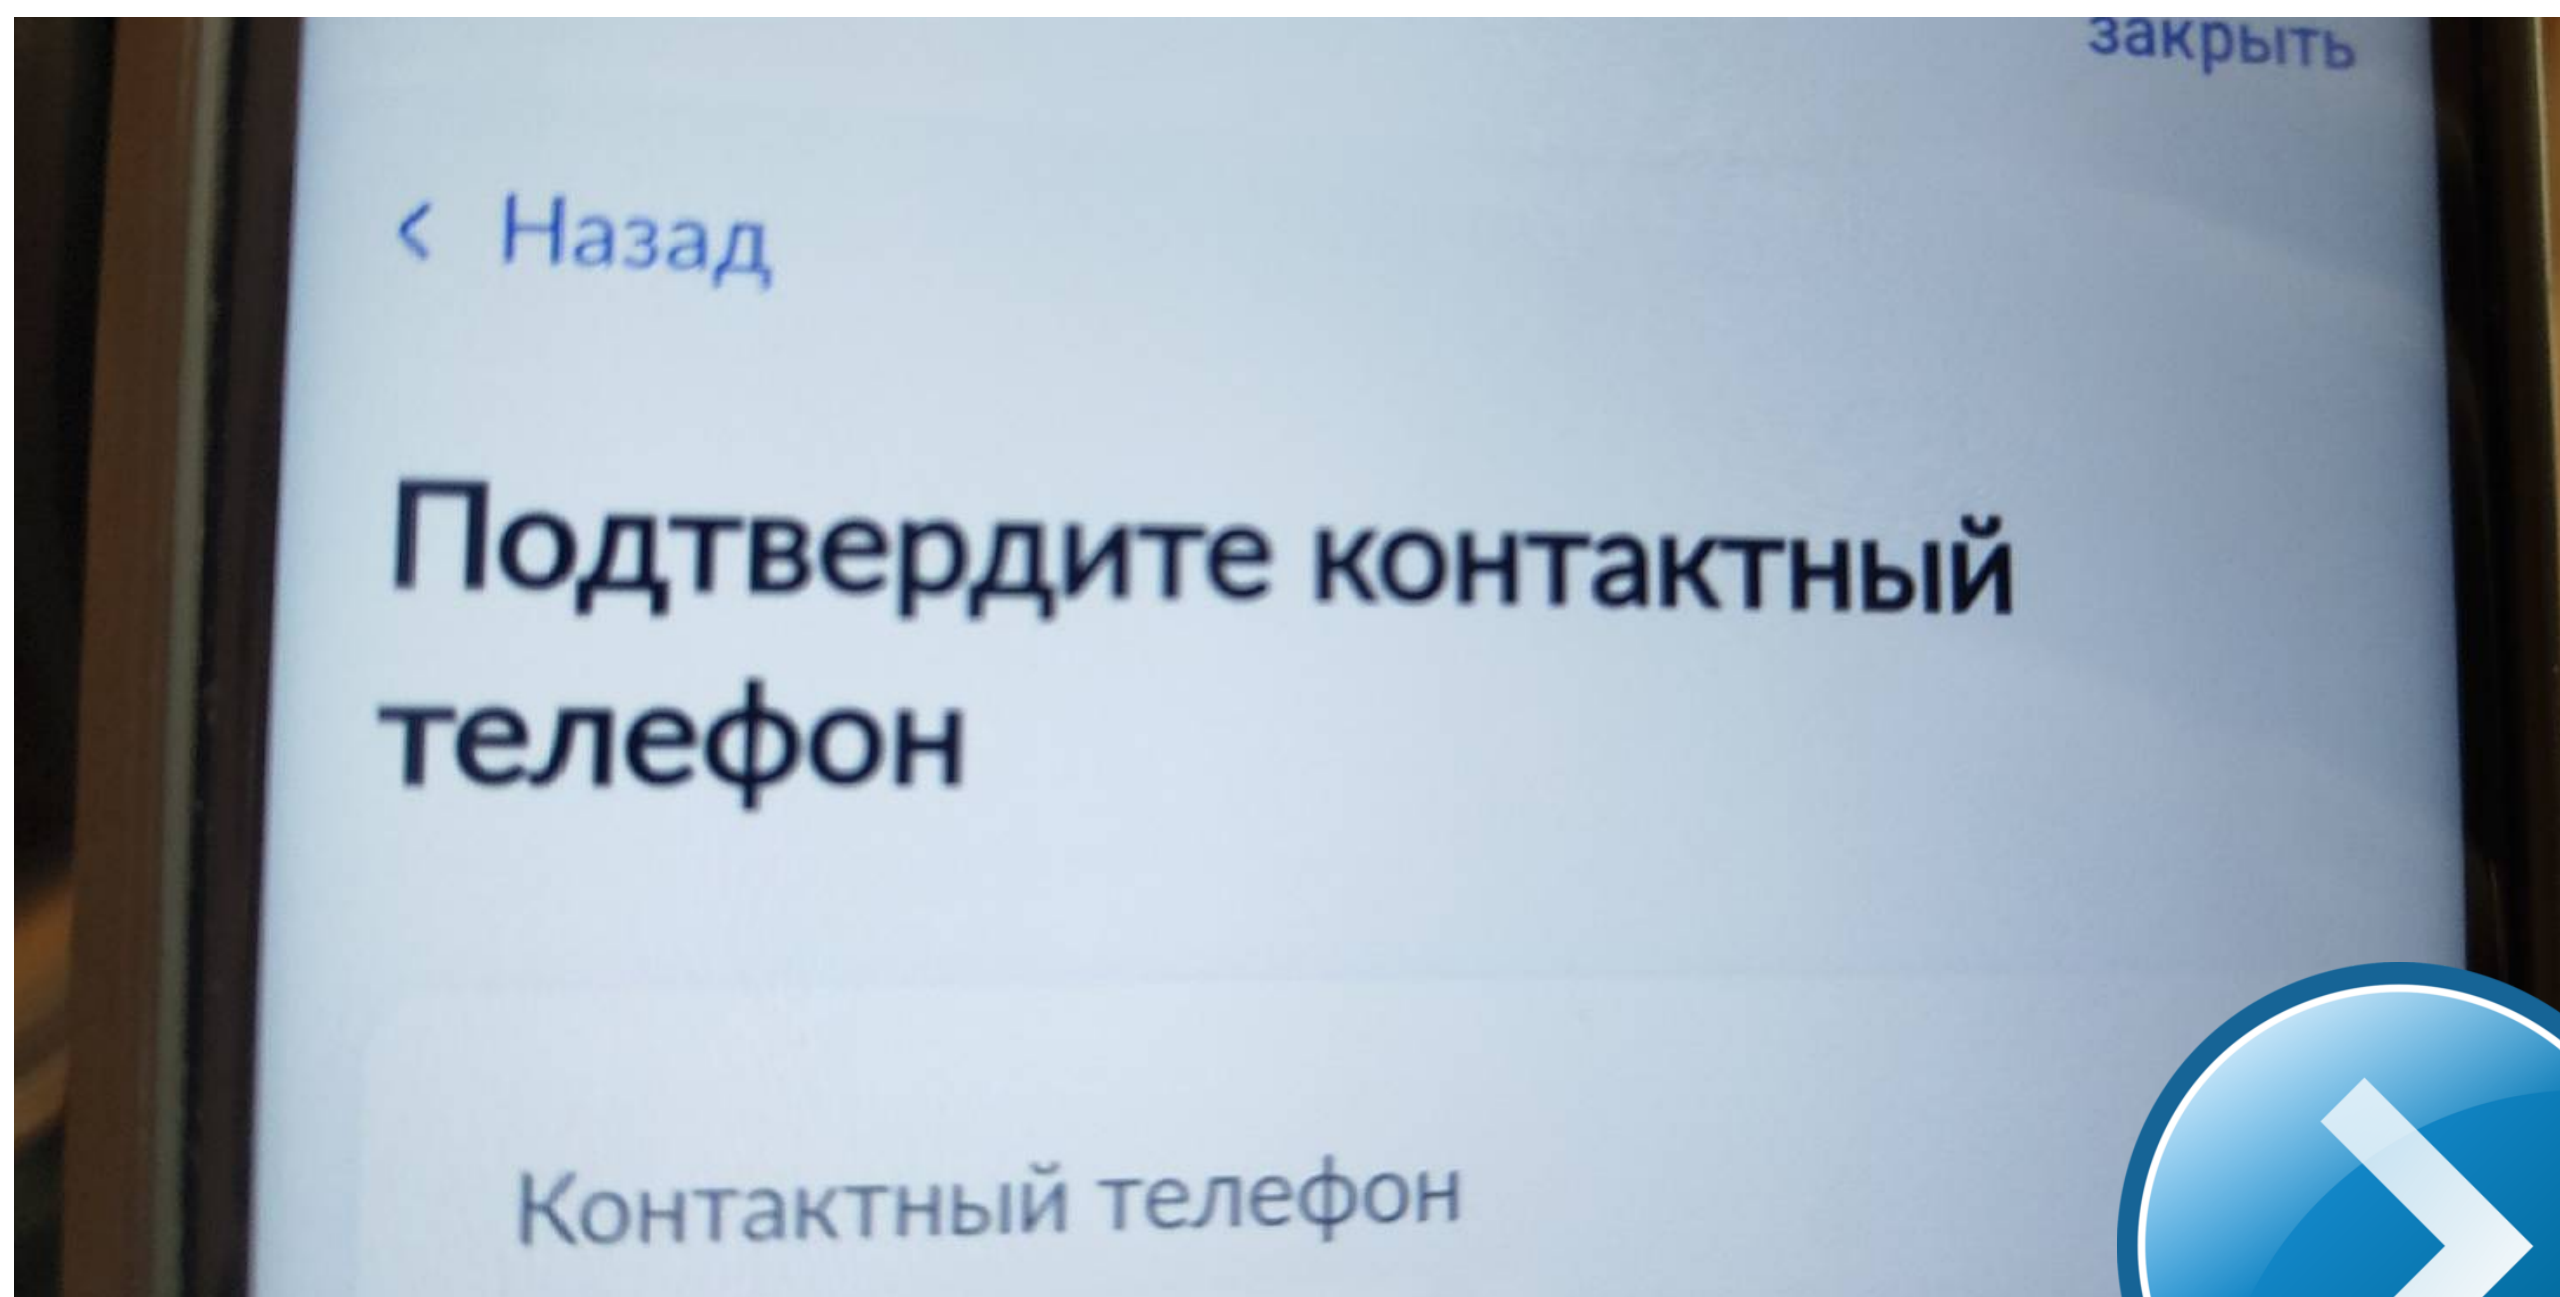 закрыть
< Назад
Подтвердите контактный
телефон
Контактный телефон